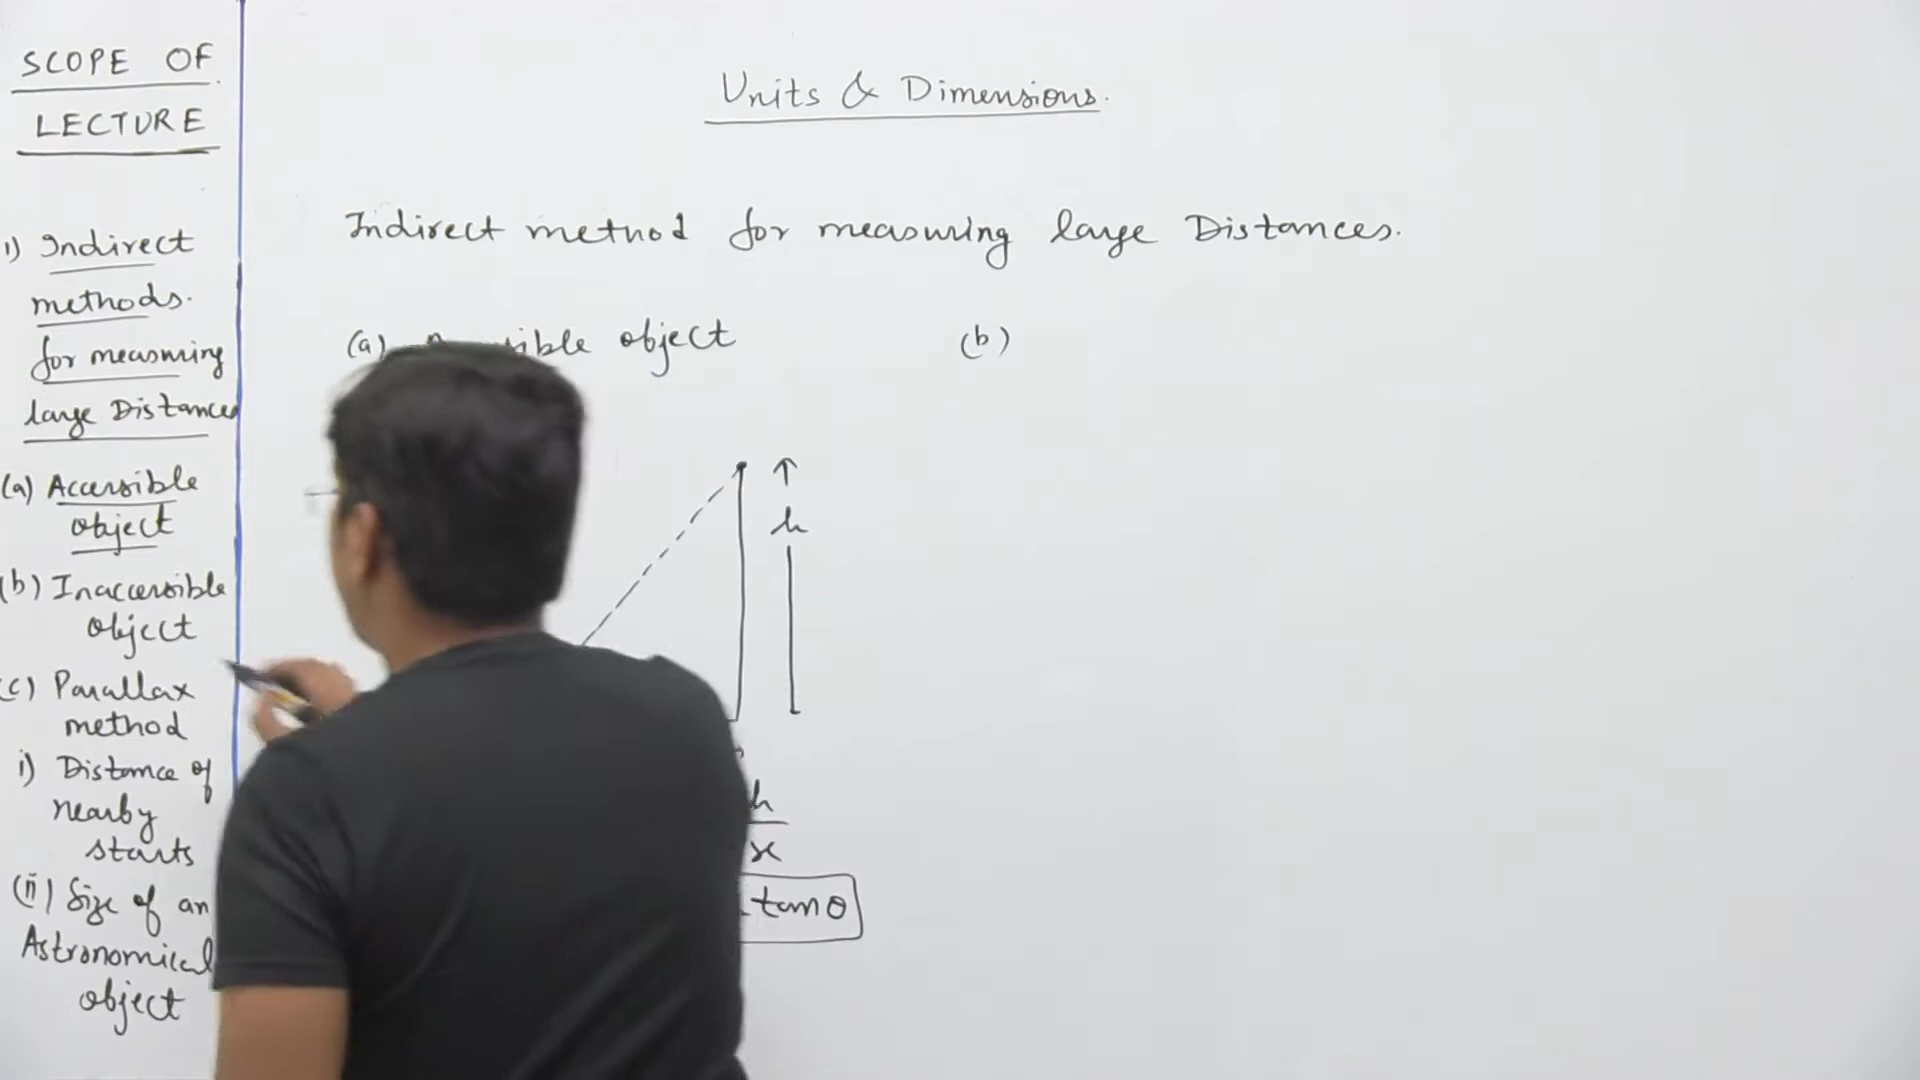 SCOPE OF
LECTURE
1) Indirect
methods.
for measuring
large Distances
(a) Accessible
object
(b) Inaccessible
object
(c) Parallax
method
i) Distance of
nearby
starts
(ii) Size of an
Astronomical
object
Units & Dimensions.
Indirect method for measuring large Distances.
(a) object
(b)
h
h
x
tan θ